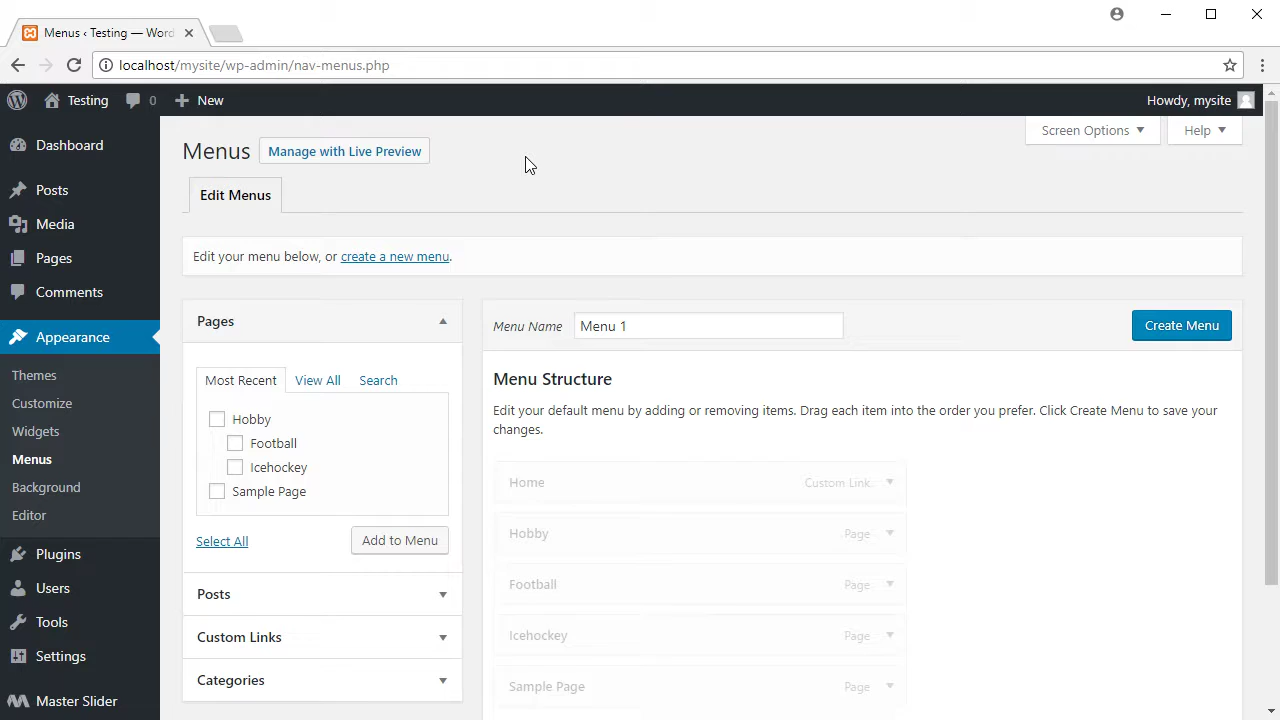 Menus ‹ Testing — Word
localhost/mysite/wp-admin/nav-menus.php
Testing 0 New Howdy, mysite
Dashboard
Posts
Media
Pages
Comments
Appearance
Themes
Customize
Widgets
Menus
Background
Editor
Plugins
Users
Tools
Settings
Master Slider
Screen Options Help
Menus Manage with Live Preview
Edit Menus
Edit your menu below, or create a new menu.
Pages
Most Recent View All Search
Hobby
Football
Icehockey
Sample Page
Select All Add to Menu
Posts
Custom Links
Categories
Menu Name Menu 1 Create Menu
Menu Structure
Edit your default menu by adding or removing items. Drag each item into the order you prefer. Click Create Menu to save your
changes.
Home Custom Link
Hobby Page
Football Page
Icehockey Page
Sample Page Page